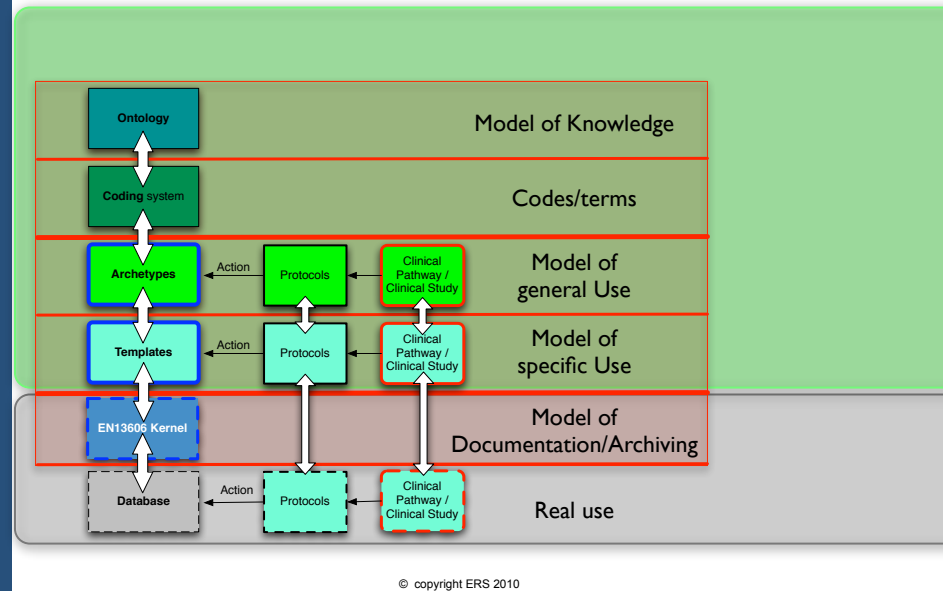 Ontology
Model of Knowledge
Coding system
Codes/terms
Archetypes
Action
Protocols
Clinical
Pathway /
Clinical Study
Model of
general Use
Templates
Action
Protocols
Clinical
Pathway /
Clinical Study
Model of
specific Use
EN13606 Kernel
Model of
Documentation/Archiving
Database
Action
Protocols
Clinical
Pathway /
Clinical Study
Real use
© copyright ERS 2010